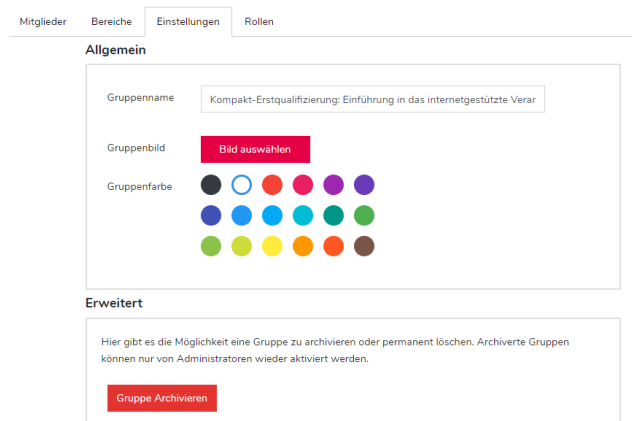 Mitglieder Bereiche Einstellungen Rollen
Allgemein
Gruppenname Kompakt-Erstqualifizierung: Einführung in das internetgestützte Verar
Gruppenbild Bild auswählen
Gruppenfarbe
Erweitert
Hier gibt es die Möglichkeit eine Gruppe zu archivieren oder permanent löschen. Archiverte Gruppen
können nur von Administratoren wieder aktiviert werden.
Gruppe Archivieren